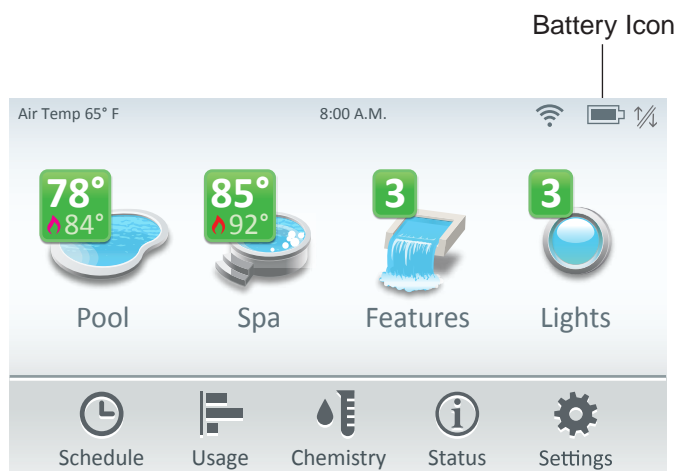 Battery Icon
Air Temp 65° F 8:00 A.M.
78° 85° 3 3
84° 92°
Pool Spa Features Lights
Schedule Usage Chemistry Status Settings